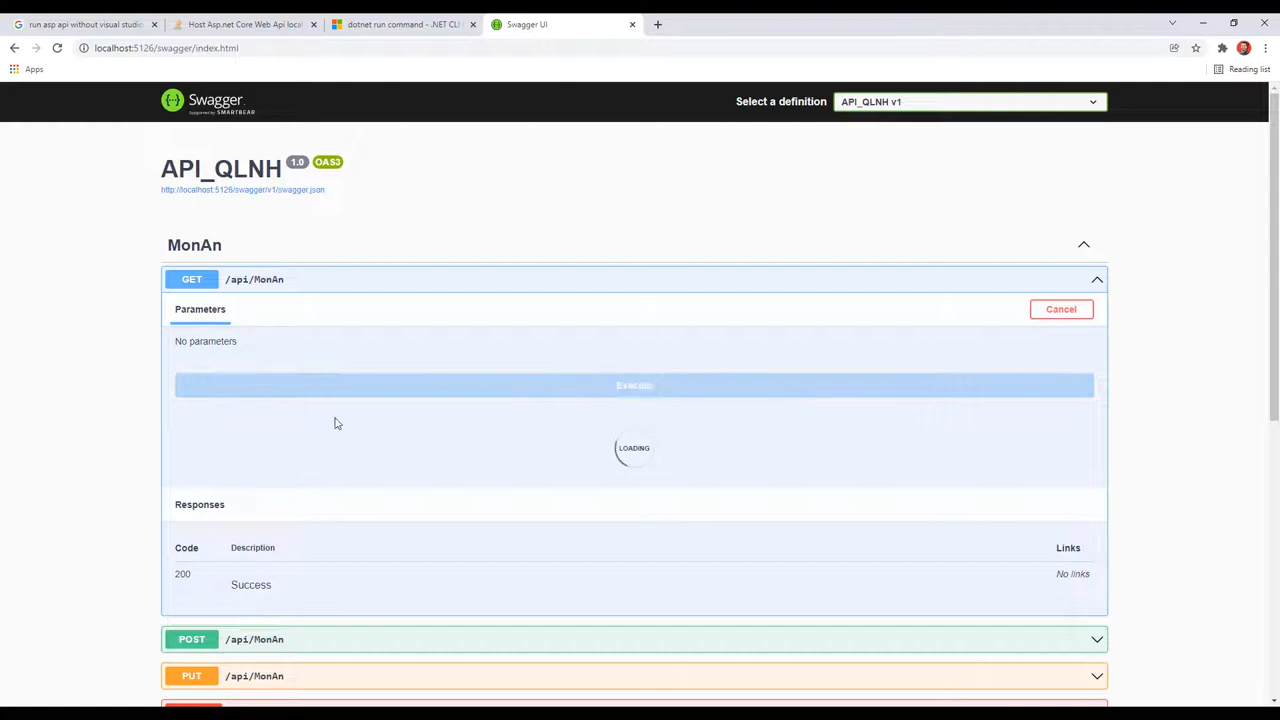 run asp api without visual studio
Host Asp.net Core Web Api local
dotnet run command - .NET CLI
Swagger UI
localhost:5126/swagger/index.html
Apps
Reading list
Swagger
Supported by SMARTBEAR
Select a definition
API_QLNH v1
API_QLNH 1.0 OAS3
http://localhost:5126/swagger/v1/swagger.json
MonAn
GET /api/MonAn
Parameters
Cancel
No parameters
Execute
LOADING
Responses
Code Description Links
200 Success No links
POST /api/MonAn
PUT /api/MonAn